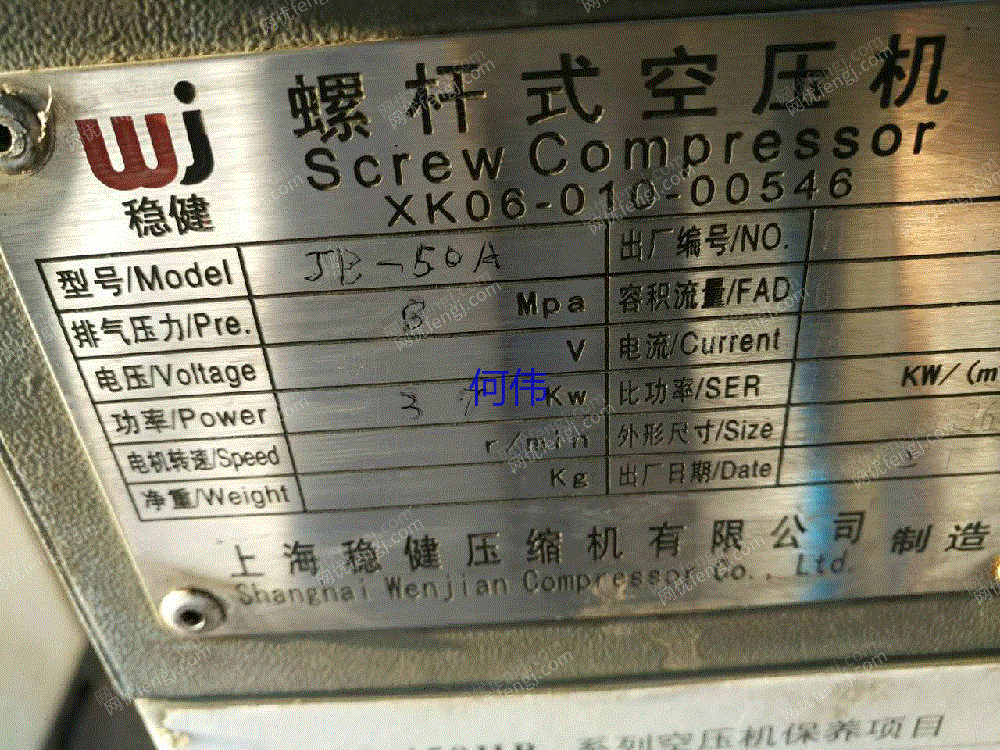 wj 螺杆式空压机
稳健 Screw Compressor
XK06-010-00546
型号/Model JB-50A 出厂编号/NO.
排气压力/Pre. 8 Mpa 容积流量/FAD
电压/Voltage V 电流/Current
功率/Power 37 Kw 比功率/SER KW/(m
何伟
电机转速/Speed r/min 外形尺寸/Size
净重/Weight Kg 出厂日期/Date
上海稳健压缩机有限公司 制造
Shanghai Wenjian Compressor Co., Ltd.
系列空压机保养项目